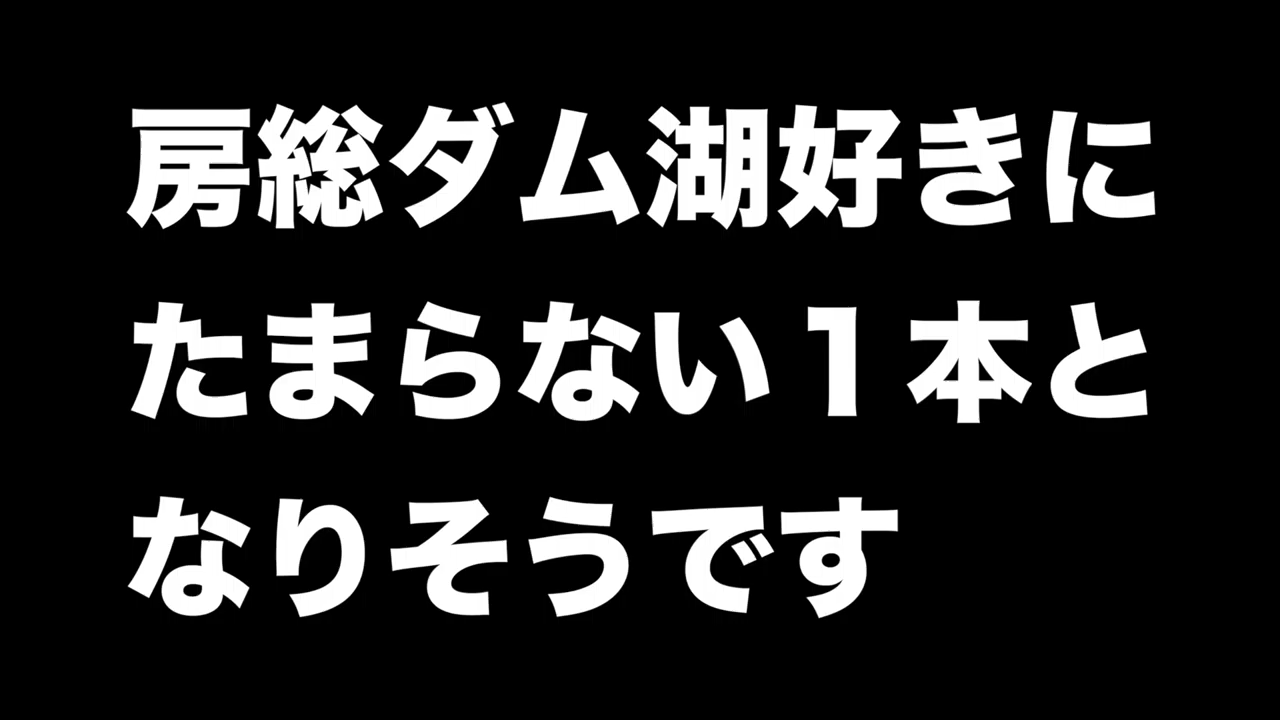 房総ダム湖好きに
たまらない１本と
なりそうです